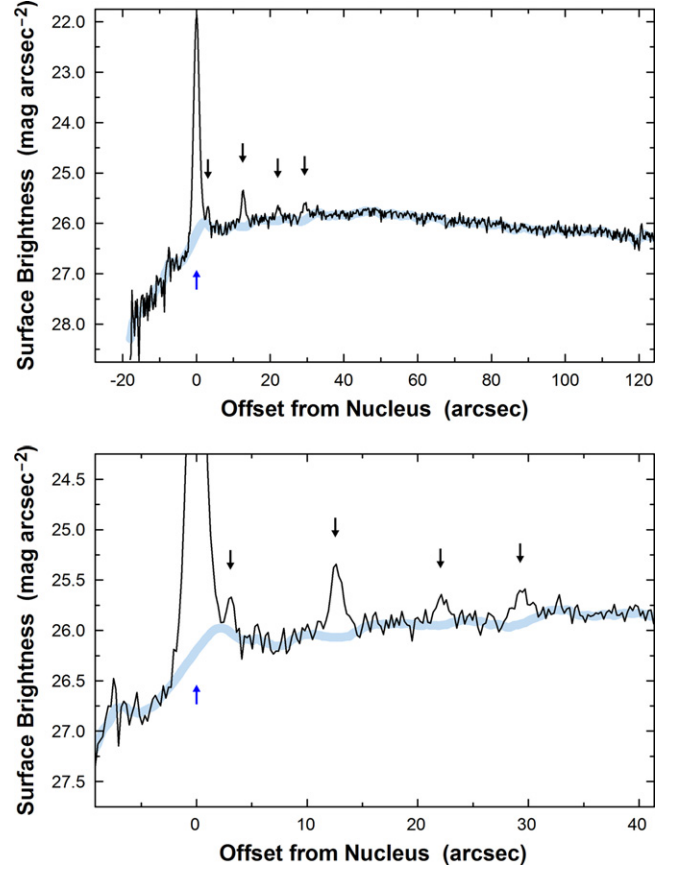 22.0
23.0
24.0
25.0
26.0
27.0
28.0
Surface Brightness (mag arcsec−2)
-20 0 20 40 60 80 100 120
Offset from Nucleus (arcsec)
24.5
25.0
25.5
26.0
26.5
27.0
27.5
Surface Brightness (mag arcsec−2)
0 10 20 30 40
Offset from Nucleus (arcsec)